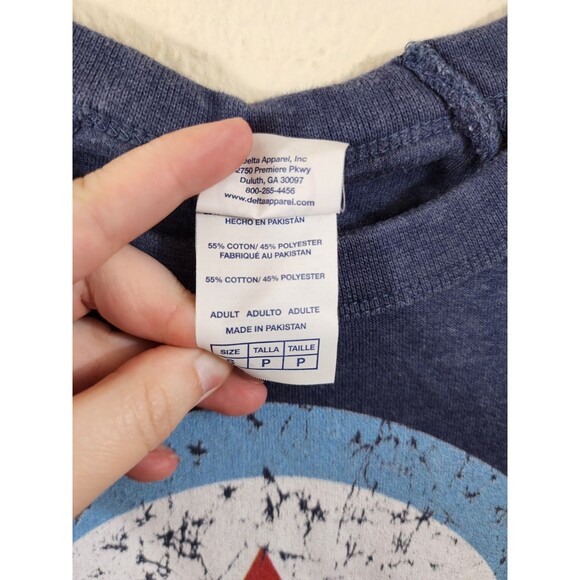 Delta Apparel, Inc
2750 Premiere Pkwy
Duluth, GA 30097
800-285-4456
www.deltaapparel.com
HECHO EN PAKISTÁN
55% COTON/ 45% POLYESTER
FABRIQUÉ AU PAKISTAN
55% COTTON/ 45% POLYESTER
ADULT ADULTO ADULTE
MADE IN PAKISTAN
SIZE TALLA TAILLE
P P